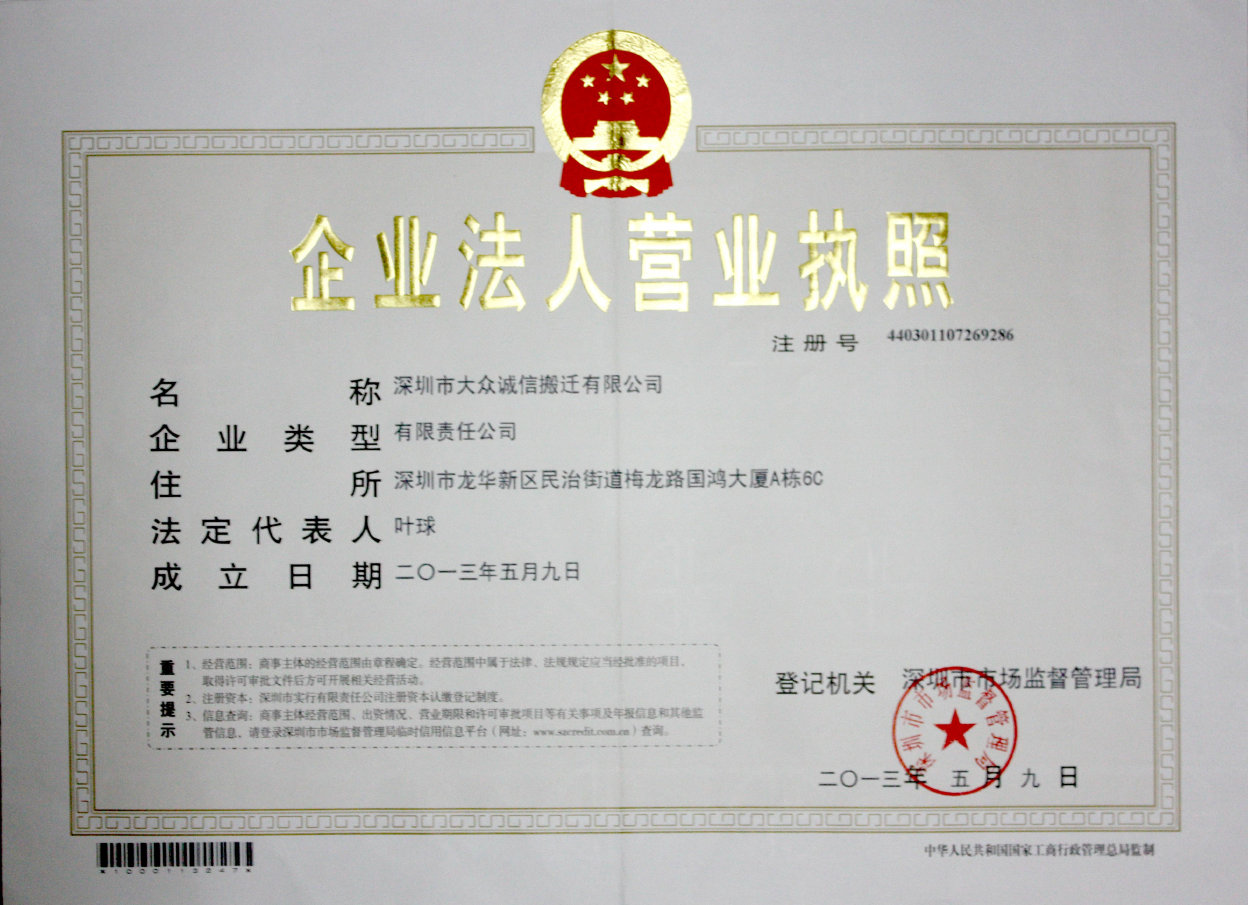 企业法人营业执照
注册号 440301107269286
名称 深圳市大众诚信搬迁有限公司
企业类型 有限责任公司
住所 深圳市龙华新区民治街道梅龙路国鸿大厦A栋6C
法定代表人 叶球
成立日期 二〇一三年五月九日
重要提示
1、经营范围:商事主体的经营范围由章程确定。经营范围中属于法律、法规规定应当经批准的项目,
取得许可审批文件后方可开展相关经营活动。
2、注册资本:深圳市实行有限责任公司注册资本认缴登记制度。
3、信息查询:商事主体经营范围、出资情况、营业期限和许可审批项目等有关事项及年报信息和其他监
管信息,请登录深圳市市场监督管理局临时信用信息平台(网址:www.szcredit.com.cn)查询。
登记机关 深圳市市场监督管理局
深圳市市场监督管理局
二〇一三年 五月 九 日
中华人民共和国国家工商行政管理总局监制